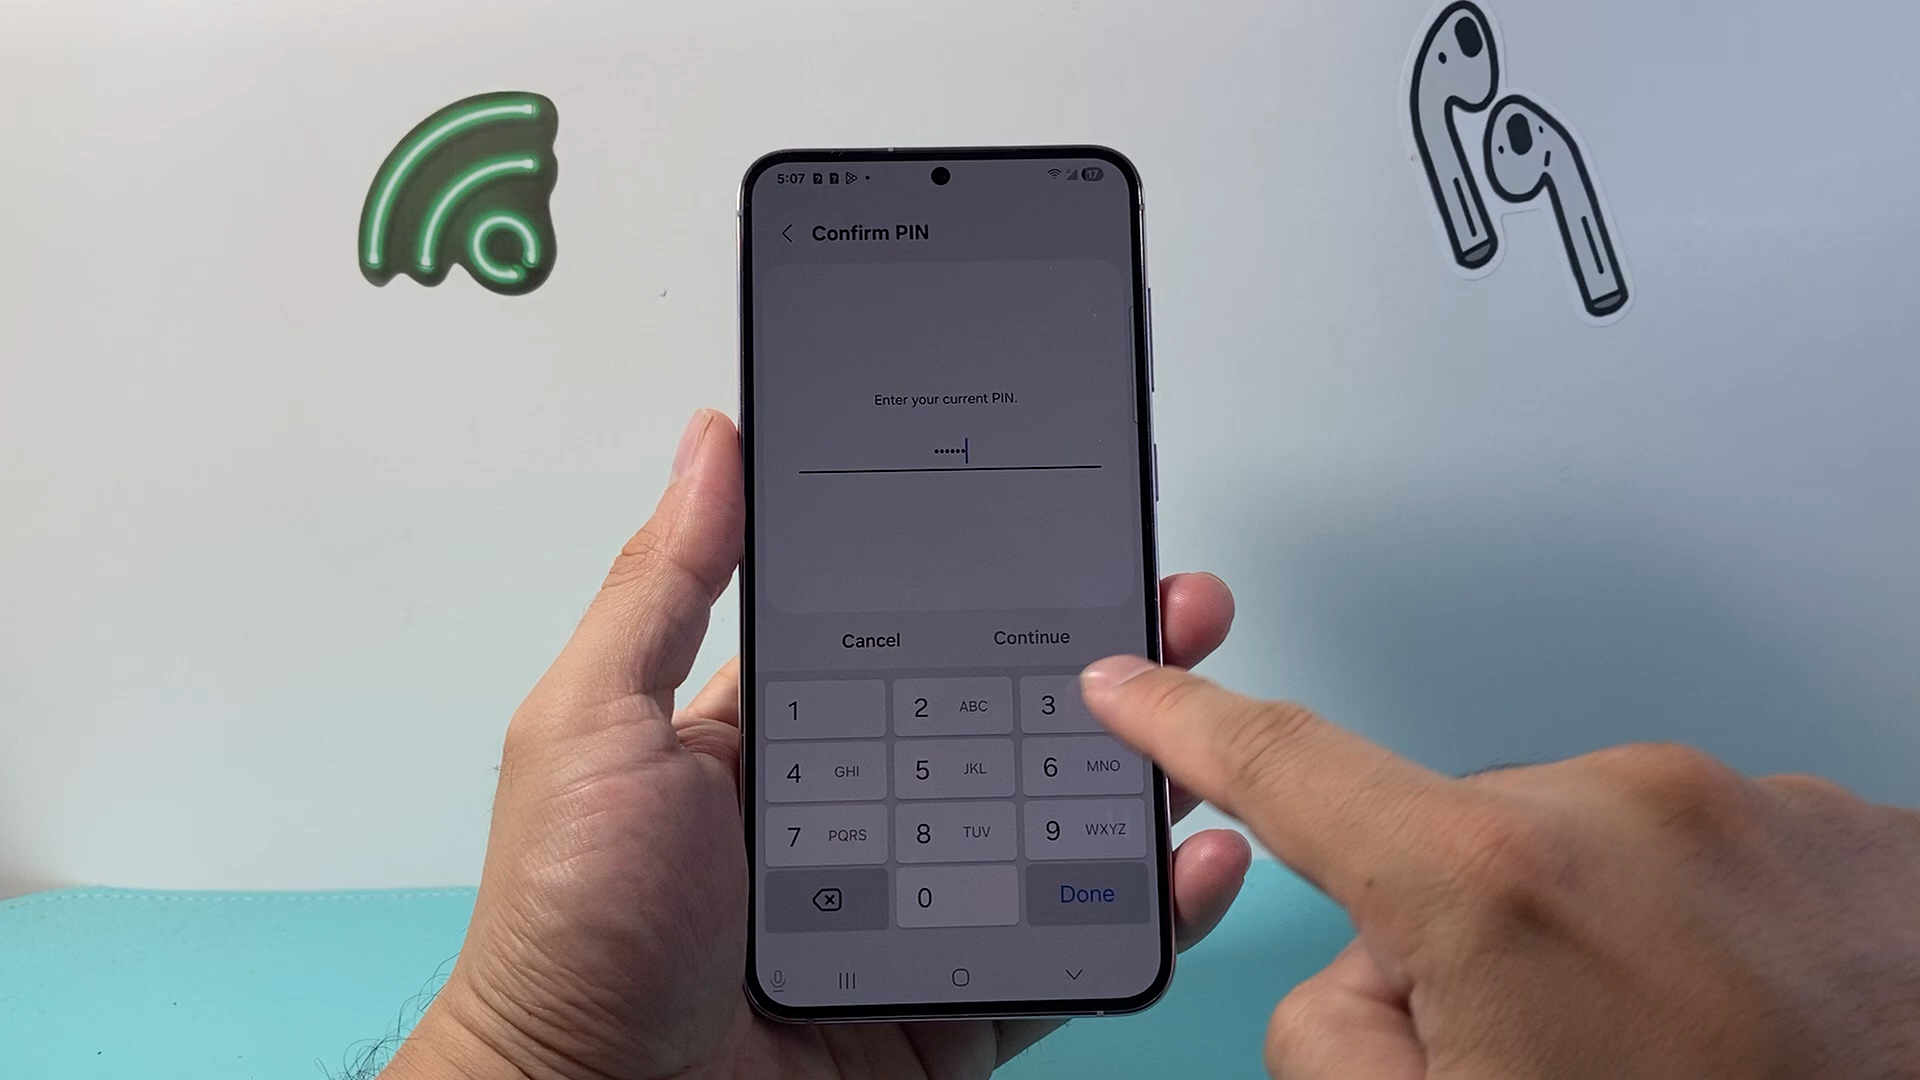 5:07
17
Confirm PIN
Enter your current PIN.
••••••
Cancel Continue
1 2 ABC 3
4 GHI 5 JKL 6 MNO
7 PQRS 8 TUV 9 WXYZ
0 Done